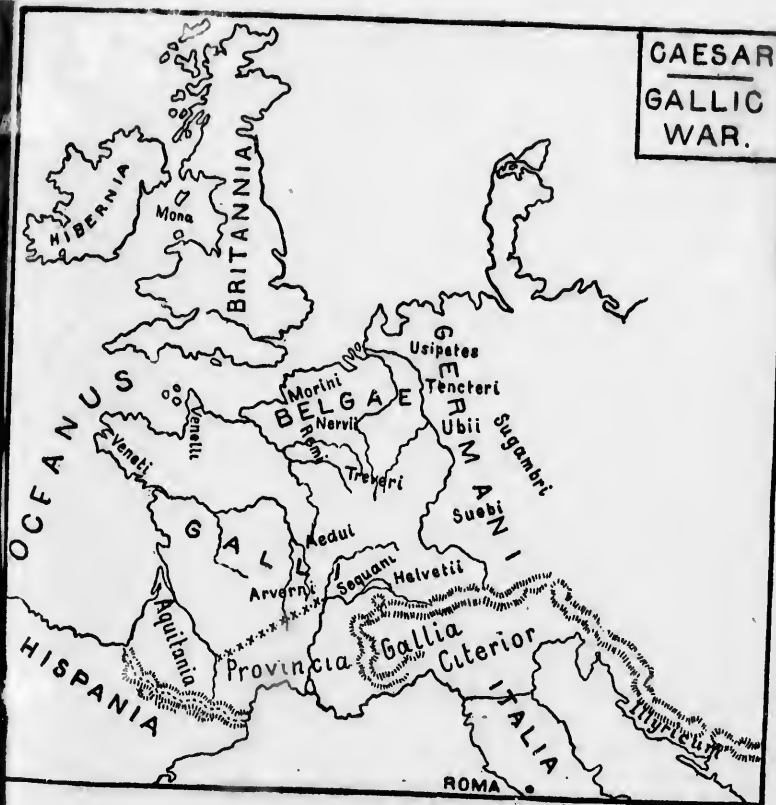 CAESAR
GALLIC
WAR.
HIBERNIA
Mona
BRITANNIA
OCEANUS
Usipetes
Tencteri
Ubii
Sugambri
GERMANI
Suebi
Morini
BELGAE
Nervii
Remi
Treveri
Venelli
Veneti
GALLI
Aedui
Arverni
Sequani
Helvetii
Aquitania
Provincia
Gallia
Citerior
HISPANIA
ITALIA
Illyricum
ROMA